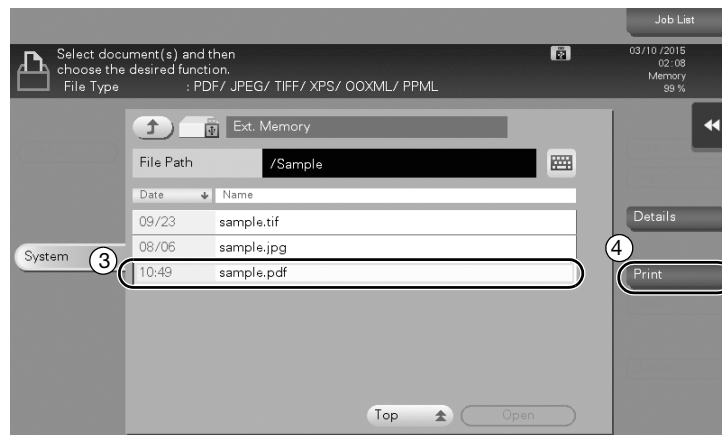 Job List
Select document(s) and then
choose the desired function.
File Type : PDF/ JPEG/ TIFF/ XPS/ OOXML/ PPML
03/10 /2015
02:08
Memory
99 %
Ext. Memory
File Path /Sample
Date Name
09/23 sample.tif
08/06 sample.jpg
10:49 sample.pdf
System
3
Details
4
Print
Top Open